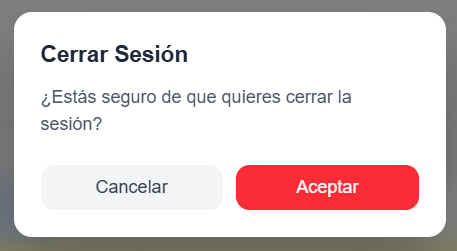 Cerrar Sesión
¿Estás seguro de que quieres cerrar la
sesión?
Cancelar
Aceptar